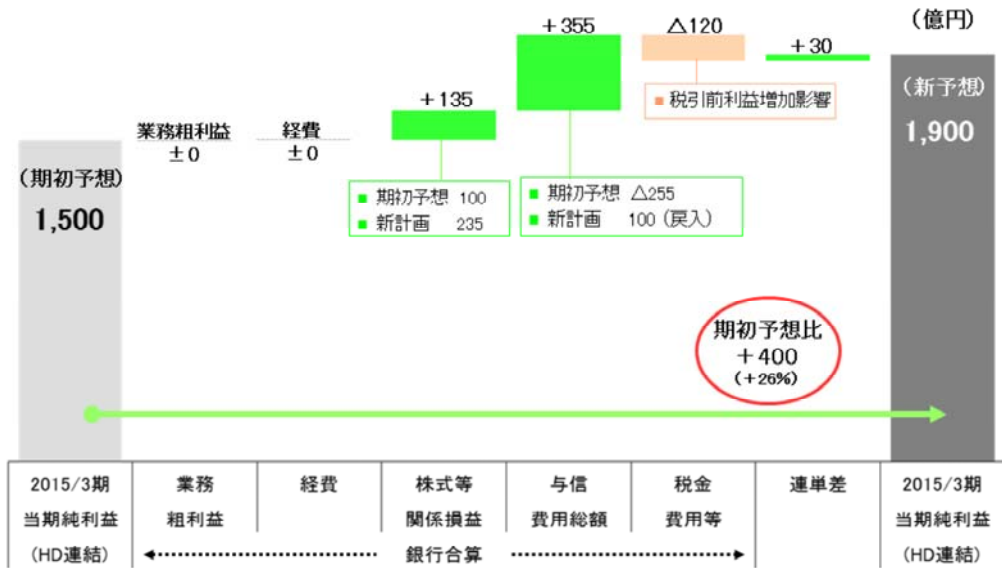 (億円)
+355
△120
+30
+135
(新予想)
1,900
■ 税引前利益増加影響
業務粗利益
±0
経費
±0
(期初予想)
1,500
■ 期初予想 100
■ 新計画 235
■ 期初予想 △255
■ 新計画 100 (戻入)
期初予想比
+400
(+26%)
2015/3期
当期純利益
(HD連結)
業務
粗利益
経費
株式等
関係損益
与信
費用総額
税金
費用等
銀行合算
連単差
2015/3期
当期純利益
(HD連結)